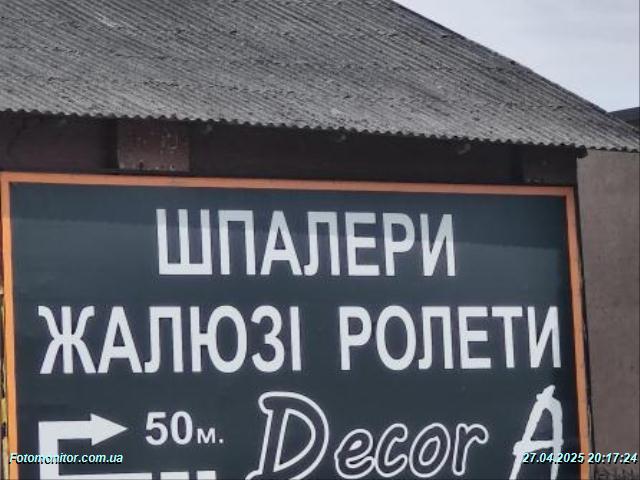 ШПАЛЕРИ
ЖАЛЮЗІ РОЛЕТИ
50м. Decor A
Fotomonitor.com.ua 27.04.2025 20:17:24